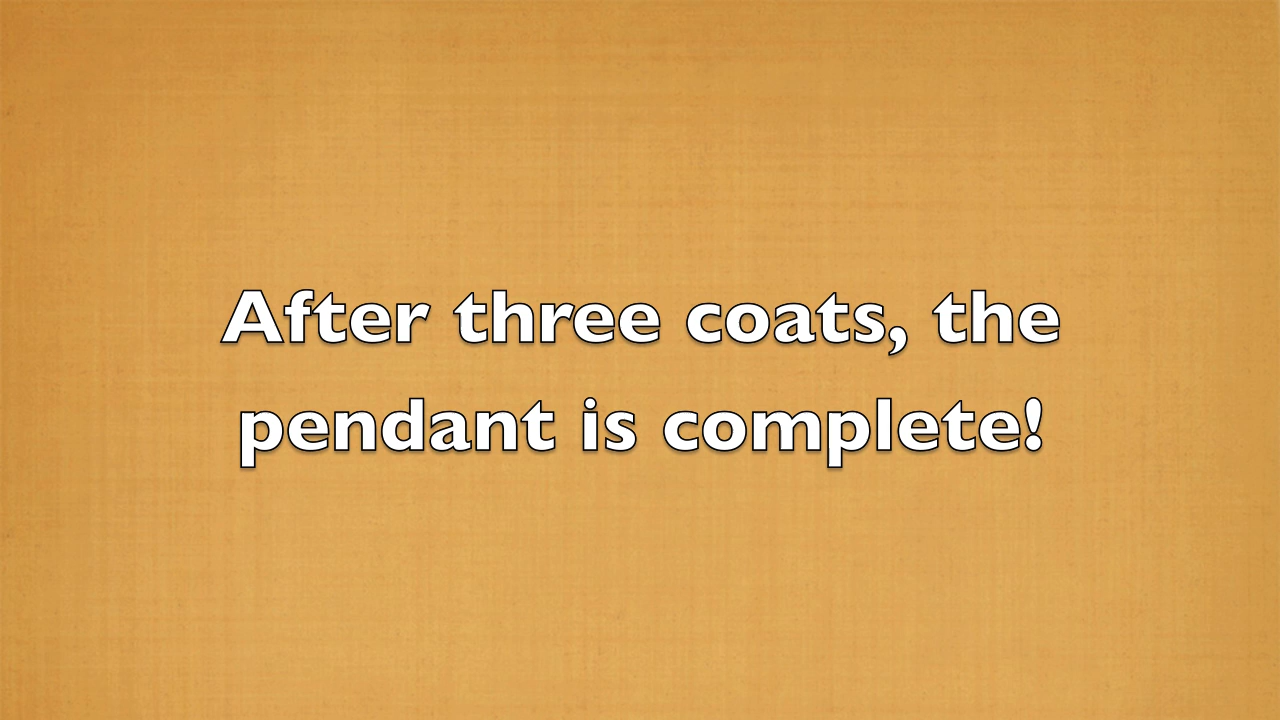 After three coats, the
pendant is complete!